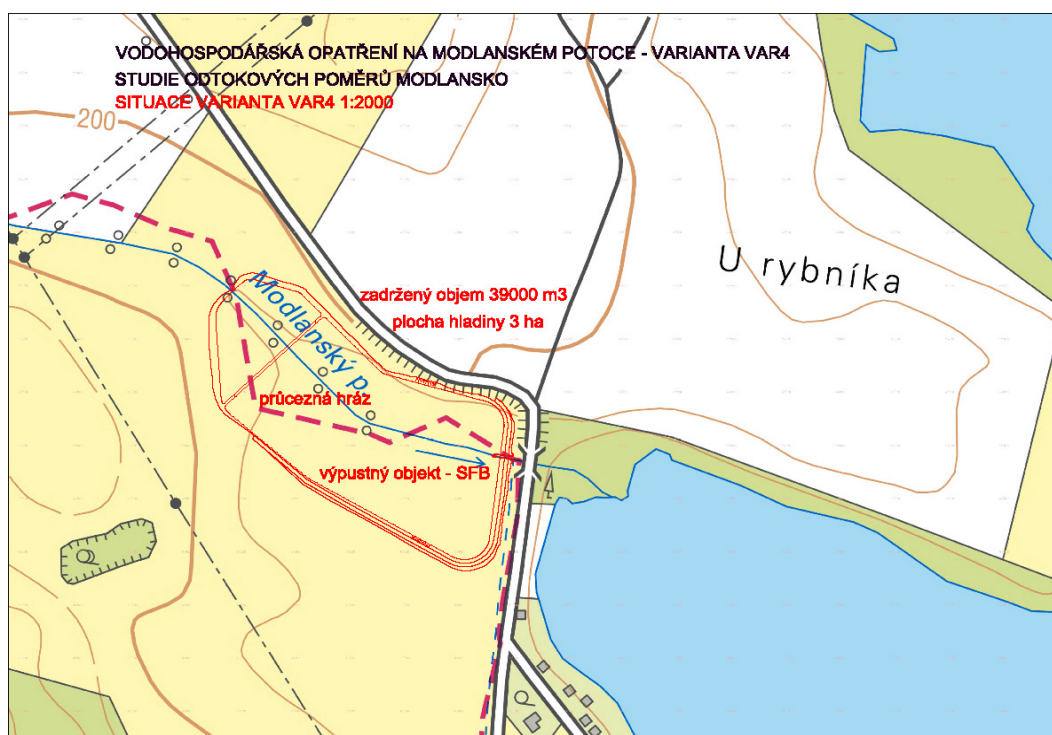 VODOHOSPODÁŘSKÁ OPATŘENÍ NA MODLANSKÉM POTOCE - VARIANTA VAR4
STUDIE ODTOKOVÝCH POMĚRŮ MODLANSKO
SITUACE VARIANTA VAR4 1:2000
200
U rybníka
Modlanský p.
zadržený objem 39000 m3
plocha hladiny 3 ha
průcezná hráz
výpustný objekt - SFB